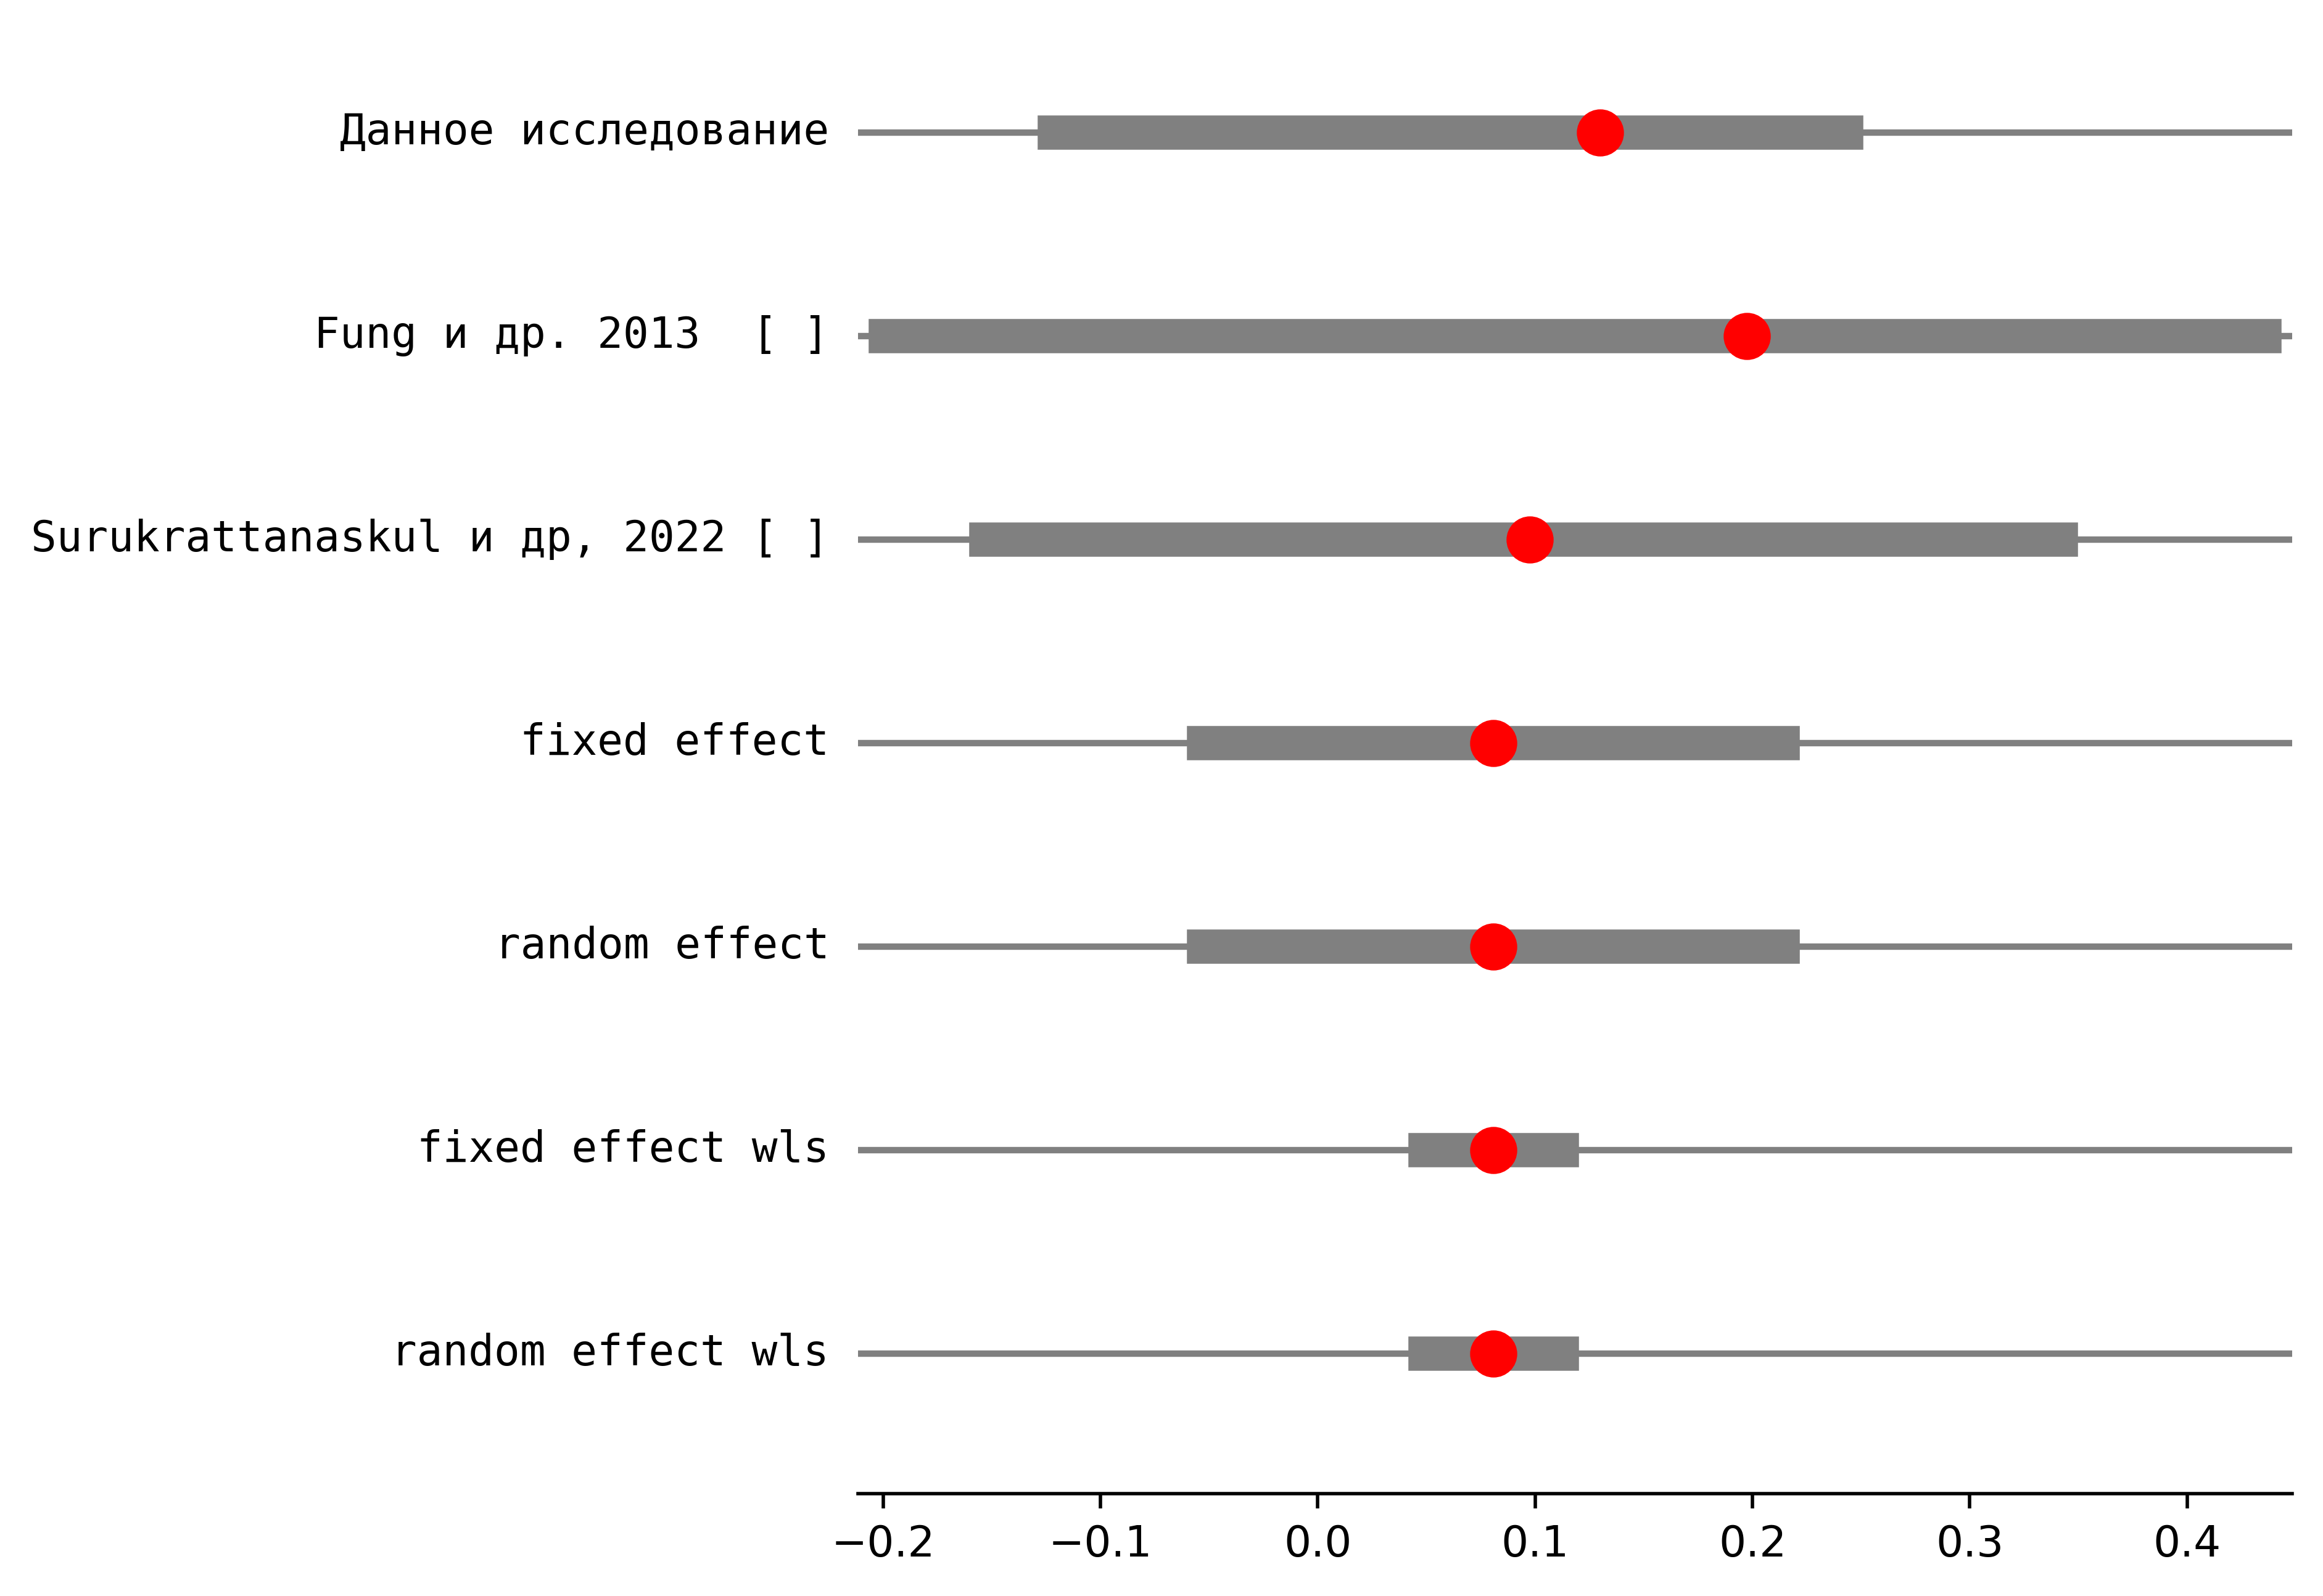 Данное исследование
Fung и др. 2013  [ ]
Surukrattanaskul и др, 2022 [ ]
fixed effect
random effect
fixed effect wls
random effect wls
−0.2 −0.1 0.0 0.1 0.2 0.3 0.4